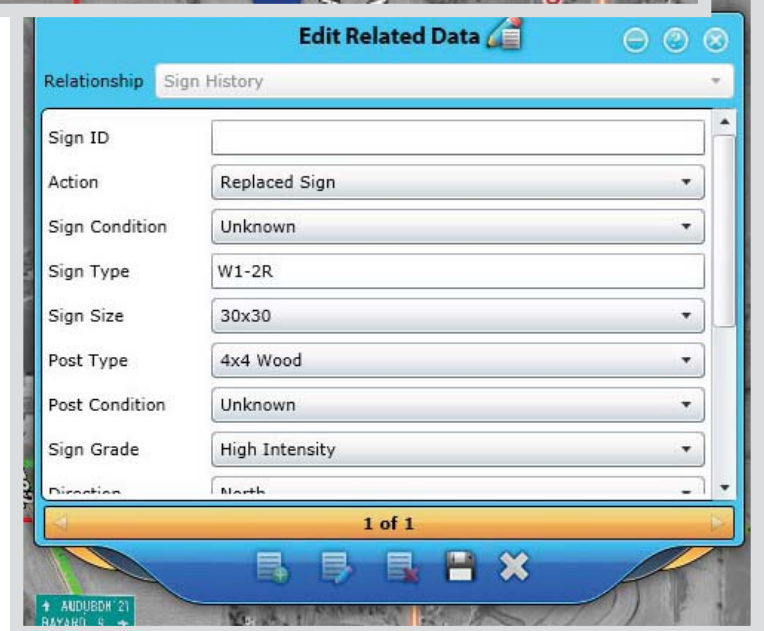 Edit Related Data
Relationship Sign History
Sign ID
Action Replaced Sign
Sign Condition Unknown
Sign Type W1-2R
Sign Size 30x30
Post Type 4x4 Wood
Post Condition Unknown
Sign Grade High Intensity
Direction North
1 of 1
AUDUBON 21
BAYARD 9